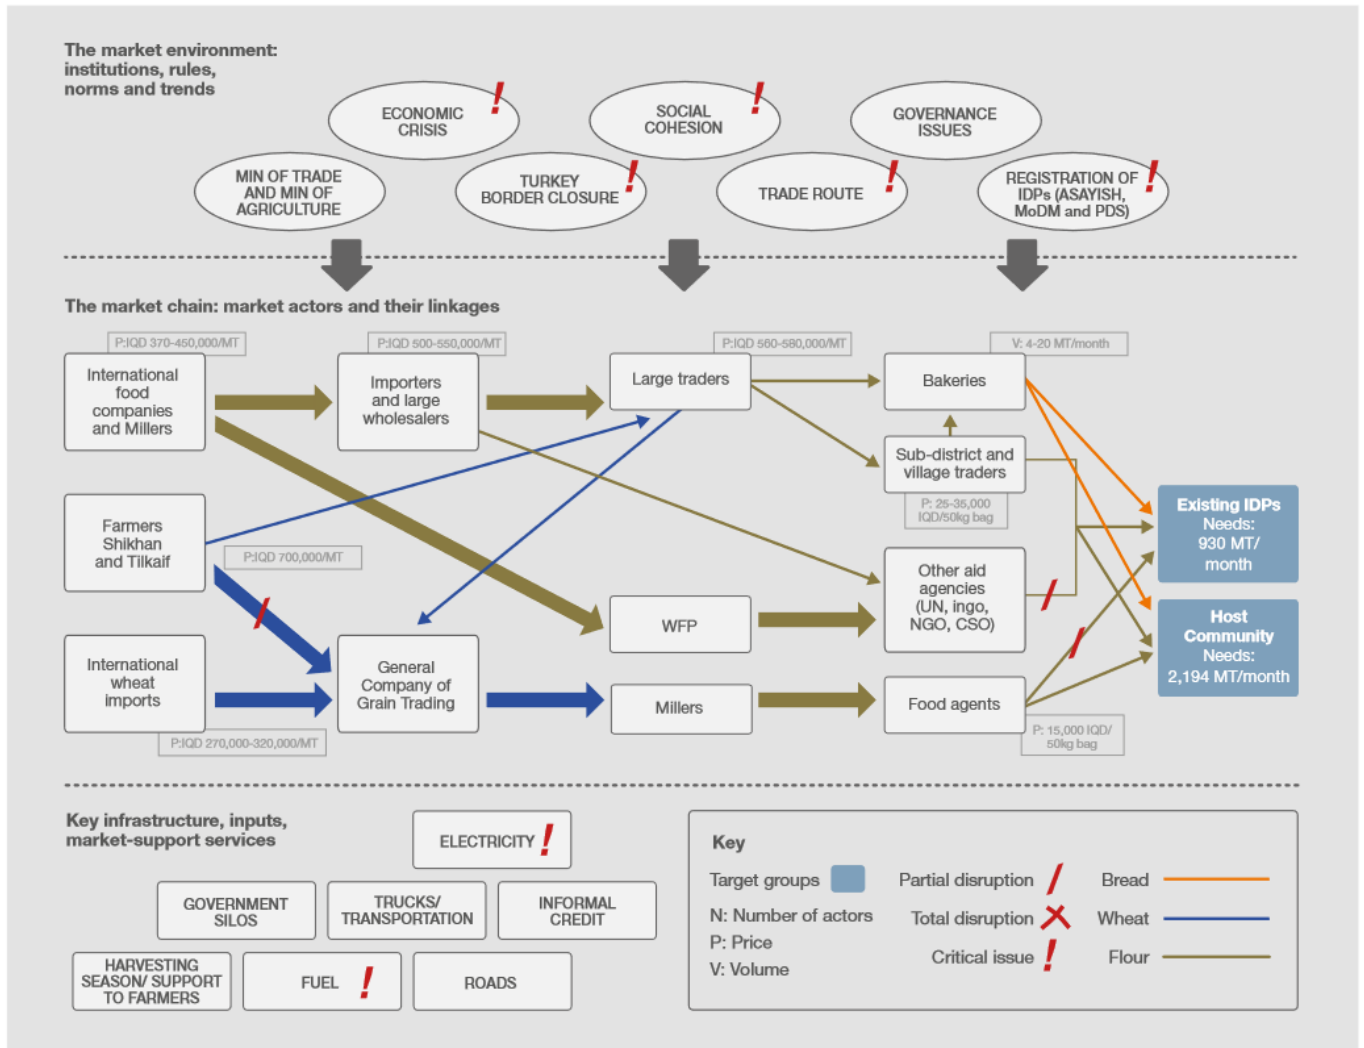 The market environment:
institutions, rules,
norms and trends
ECONOMIC
CRISIS
!
SOCIAL
COHESION
!
GOVERNANCE
ISSUES
MIN OF TRADE
AND MIN OF
AGRICULTURE
TURKEY
BORDER CLOSURE
!
TRADE ROUTE
!
REGISTRATION OF
IDPs (ASAYISH,
MoDM and PDS)
!
The market chain: market actors and their linkages
P:IQD 370-450,000/MT
P:IQD 500-550,000/MT
P:IQD 560-580,000/MT
V: 4-20 MT/month
International
food
companies
and Millers
Importers
and large
wholesalers
Large traders
Bakeries
Sub-district and
village traders
P: 25-35,000
IQD/50kg bag
Farmers
Shikhan
and Tilkaif
P:IQD 700,000/MT
Existing IDPs
Needs:
930 MT/
month
Other aid
agencies
(UN, ingo,
NGO, CSO)
WFP
Host
Community
Needs:
2,194 MT/month
International
wheat
imports
General
Company of
Grain Trading
Millers
Food agents
P:IQD 270,000-320,000/MT
P: 15,000 IQD/
50kg bag
Key infrastructure, inputs,
market-support services
ELECTRICITY !
GOVERNMENT
SILOS
TRUCKS/
TRANSPORTATION
INFORMAL
CREDIT
HARVESTING
SEASON/ SUPPORT
TO FARMERS
FUEL !
ROADS
Key
Target groups
N: Number of actors
P: Price
V: Volume
Partial disruption
Total disruption
Critical issue !
Bread
Wheat
Flour